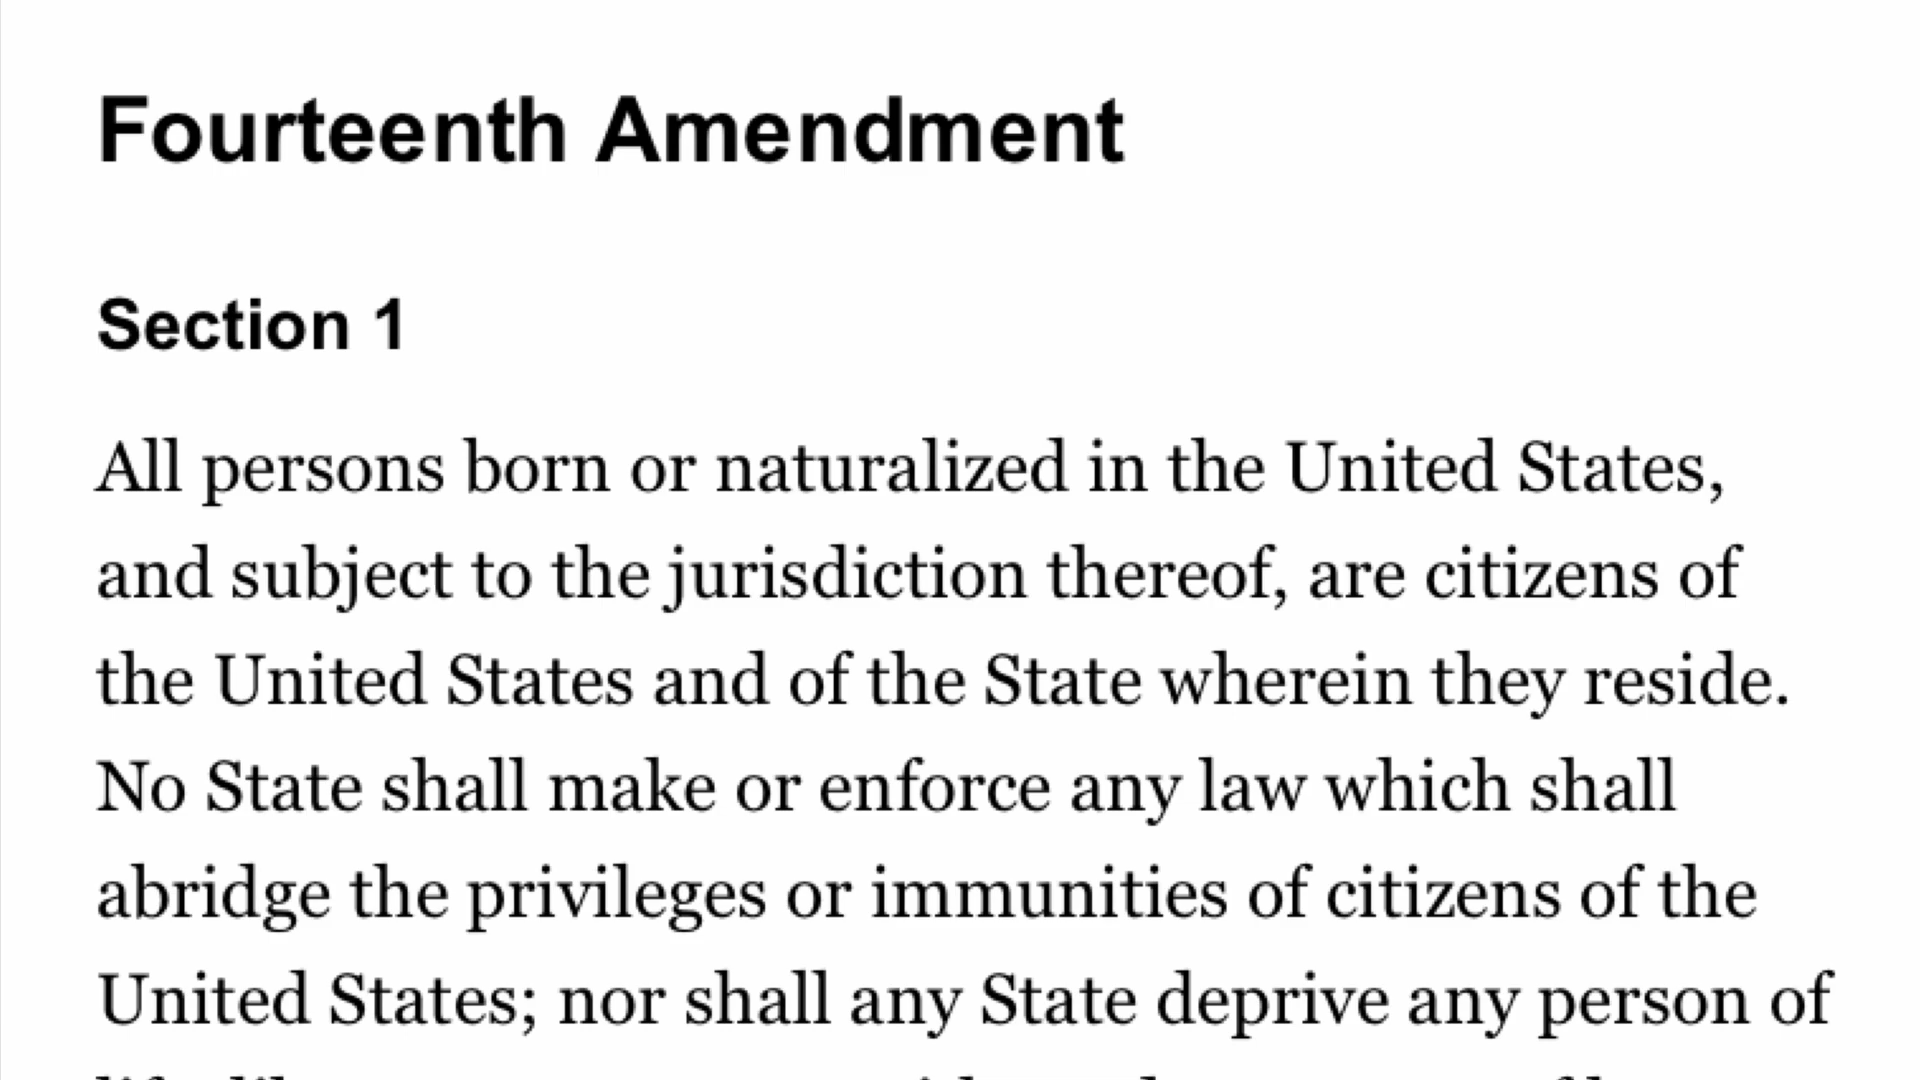 Fourteenth Amendment
Section 1
All persons born or naturalized in the United States,
and subject to the jurisdiction thereof, are citizens of
the United States and of the State wherein they reside.
No State shall make or enforce any law which shall
abridge the privileges or immunities of citizens of the
United States; nor shall any State deprive any person of